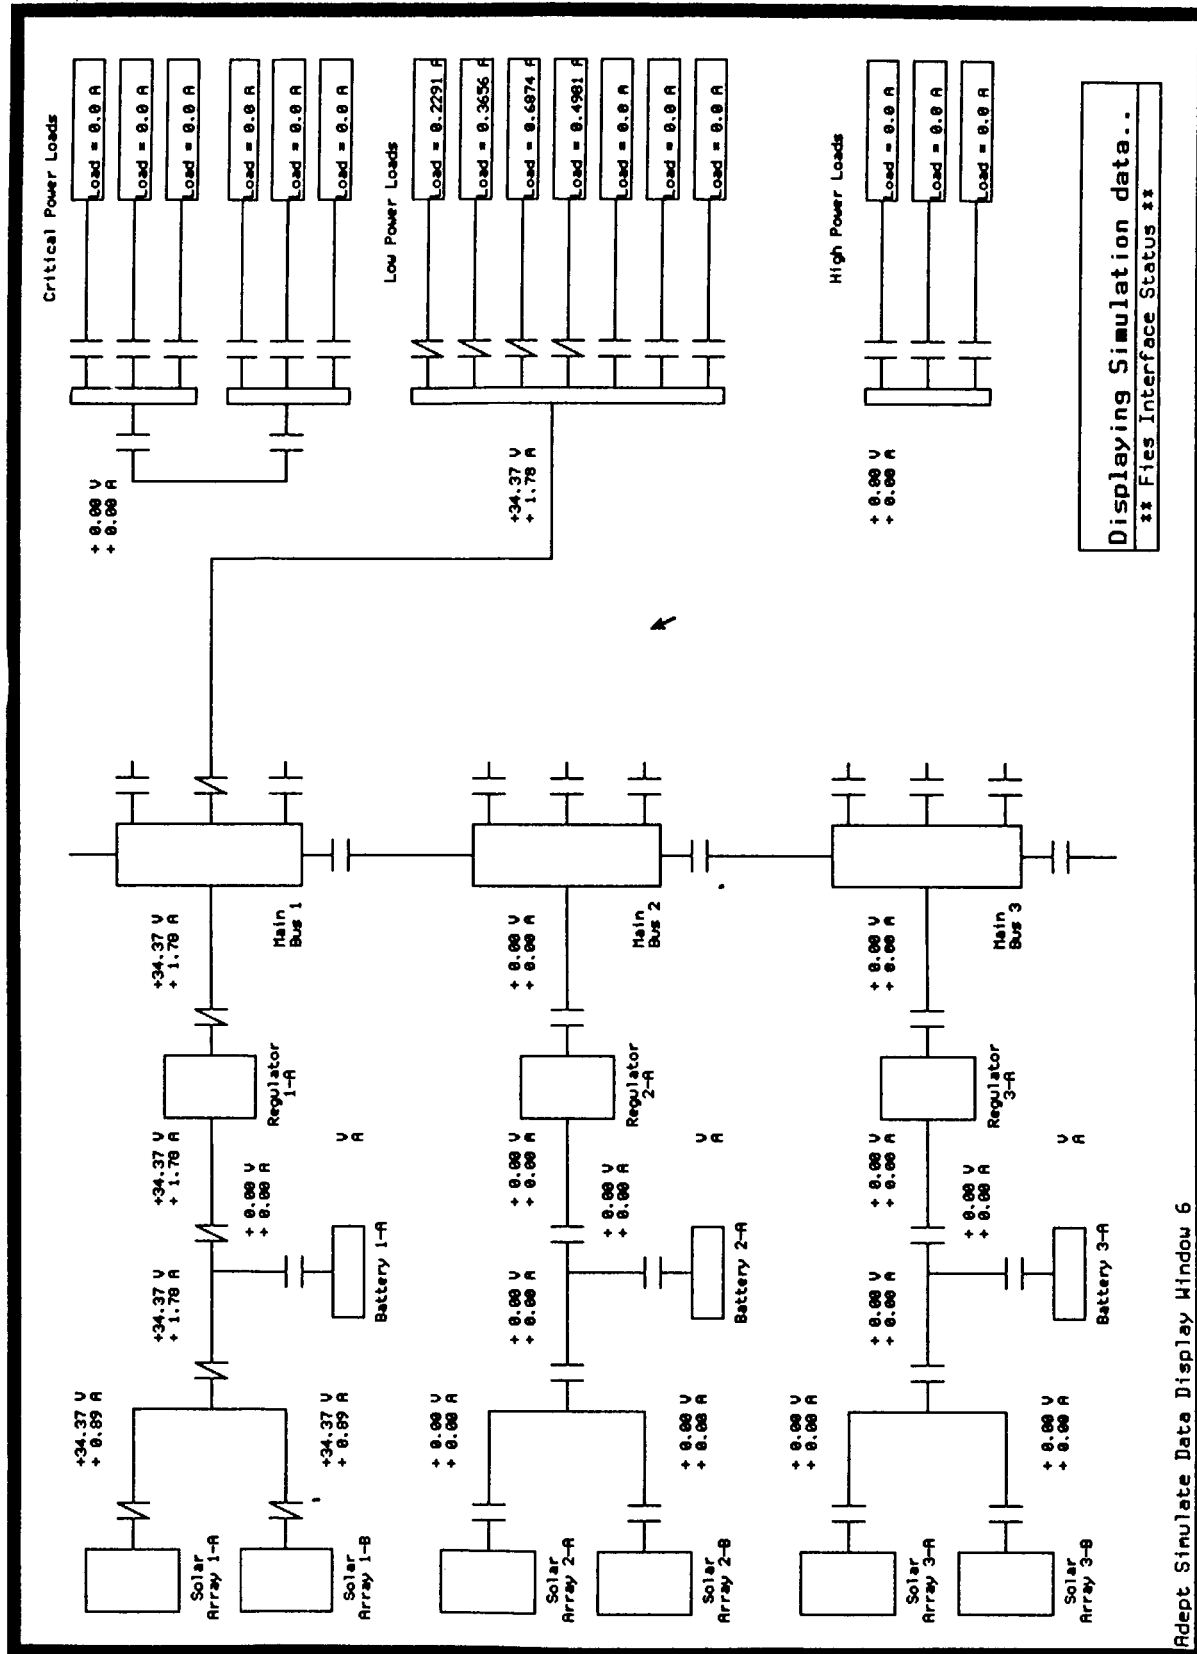 Critical Power Loads
Load = 0.0 A
Load = 0.0 A
Load = 0.0 A
Load = 0.0 A
Load = 0.0 A
Load = 0.0 A
+ 0.00 V
+ 0.00 A
+34.37 V
+ 0.89 A
Solar
Array 1-A
+34.37 V
+ 1.78 A
+34.37 V
+ 1.78 A
+34.37 V
+ 1.78 A
+ 0.00 V
+ 0.00 A
Regulator
1-A
Main
Bus 1
+34.37 V
+ 0.89 A
Solar
Array 1-B
Battery 1-A
V
A
Low Power Loads
Load = 0.2291 A
Load = 0.3656 A
Load = 0.6874 A
Load = 0.4981 A
Load = 0.0 A
Load = 0.0 A
Load = 0.0 A
+34.37 V
+ 1.78 A
+ 0.00 V
+ 0.00 A
Solar
Array 2-A
+ 0.00 V
+ 0.00 A
+ 0.00 V
+ 0.00 A
+ 0.00 V
+ 0.00 A
+ 0.00 V
+ 0.00 A
Regulator
2-A
Main
Bus 2
+ 0.00 V
+ 0.00 A
Solar
Array 2-B
Battery 2-A
V
A
High Power Loads
Load = 0.0 A
Load = 0.0 A
Load = 0.0 A
+ 0.00 V
+ 0.00 A
+ 0.00 V
+ 0.00 A
Solar
Array 3-A
+ 0.00 V
+ 0.00 A
+ 0.00 V
+ 0.00 A
+ 0.00 V
+ 0.00 A
+ 0.00 V
+ 0.00 A
Regulator
3-A
Main
Bus 3
+ 0.00 V
+ 0.00 A
Solar
Array 3-B
Battery 3-A
V
A
Displaying Simulation data..
** Fies Interface Status **
Adept Simulate Data Display Window 6